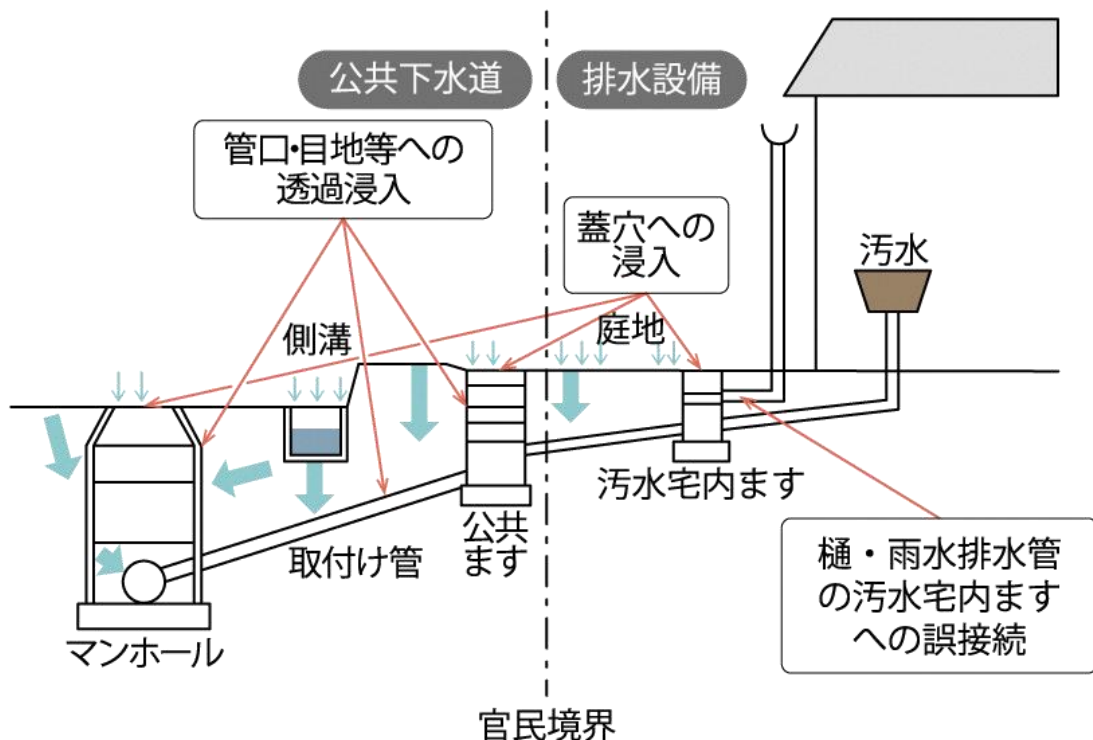 公共下水道
排水設備
管口・目地等への
透過浸入
蓋穴への
浸入
汚水
側溝
庭地
汚水宅内ます
公共
ます
取付け管
樋・雨水排水管
の汚水宅内ます
への誤接続
マンホール
官民境界